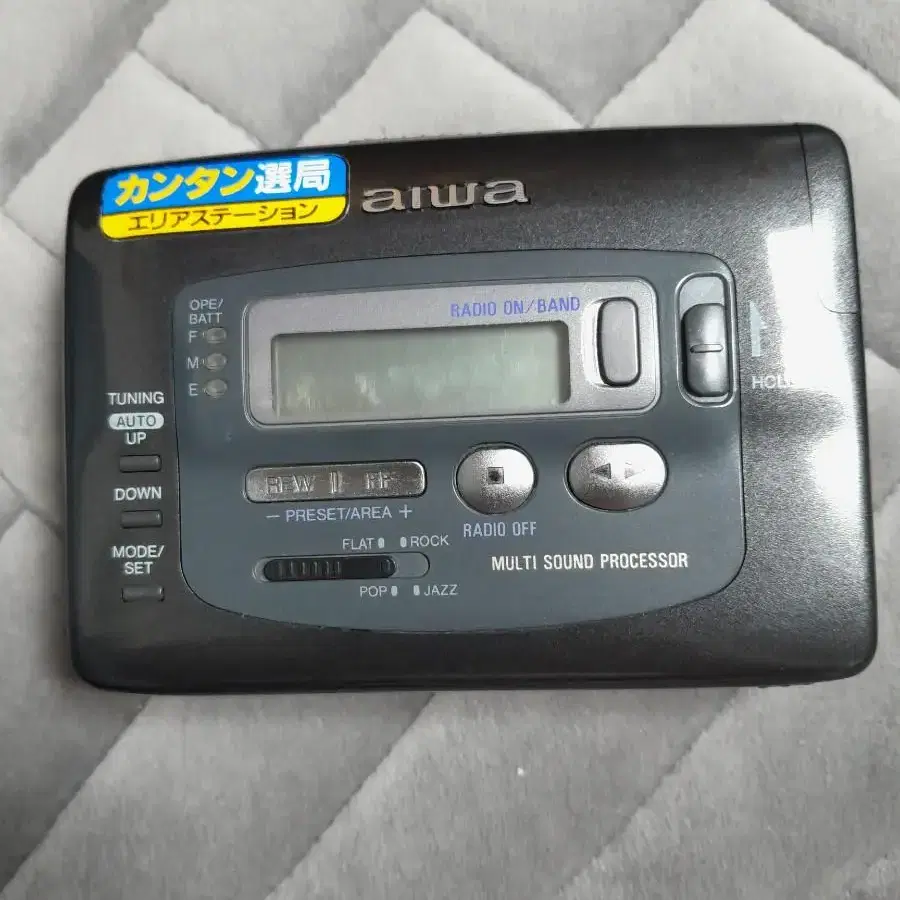 カンタン選局
エリアステーション
aiwa
OPE/
BATT
F
M
E
RADIO ON/BAND
HOLD
TUNING
AUTO
UP
DOWN
MODE/
SET
REW FF
− PRESET/AREA +
RADIO OFF
FLAT ROCK
POP JAZZ
MULTI SOUND PROCESSOR